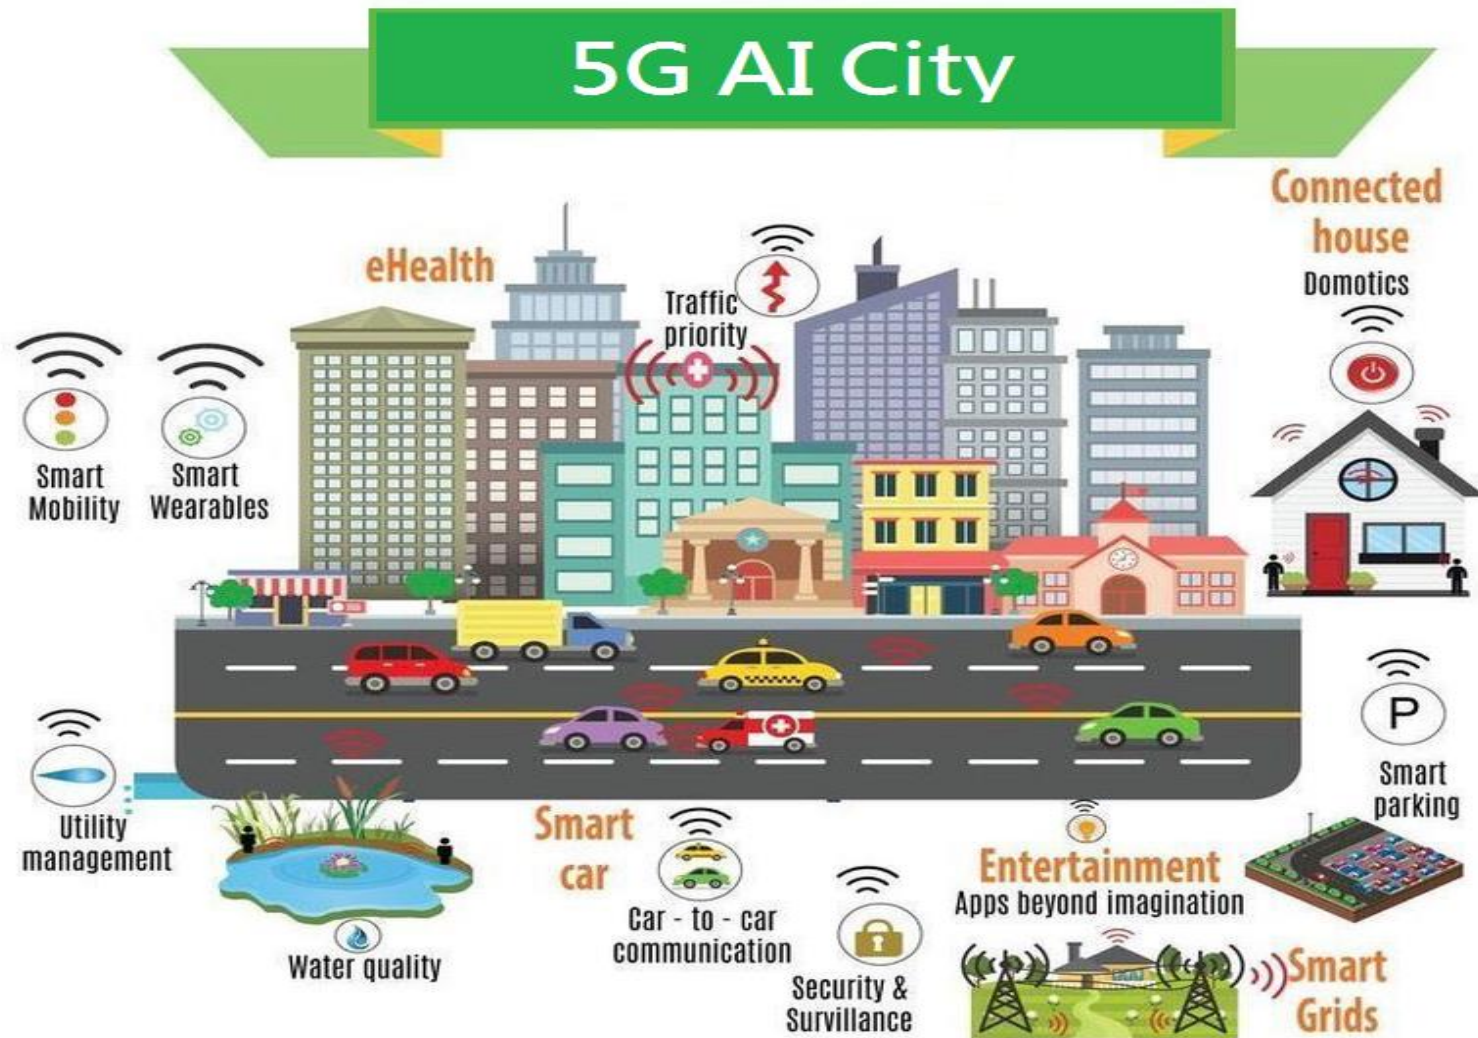 5G AI City
Connected
house
Domotics
eHealth
Traffic
priority
Smart
Mobility
Smart
Wearables
P
Smart
parking
Utility
management
Smart
car
Car - to - car
communication
Entertainment
Apps beyond imagination
Water quality
Security &
Survillance
Smart
Grids